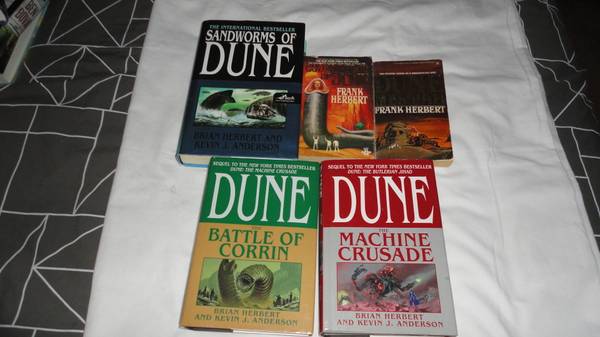 THE INTERNATIONAL BESTSELLER
SANDWORMS OF
DUNE
BRIAN HERBERT AND
KEVIN J. ANDERSON
FRANK
HERBERT
FRANK HERBERT
SEQUEL TO THE NEW YORK TIMES BESTSELLER
DUNE: THE MACHINE CRUSADE
DUNE
THE
BATTLE OF
CORRIN
BRIAN HERBERT
AND KEVIN J. ANDERSON
SEQUEL TO THE NEW YORK TIMES BESTSELLER
DUNE: THE BUTLERIAN JIHAD
DUNE
THE
MACHINE
CRUSADE
BRIAN HERBERT
AND KEVIN J. ANDERSON